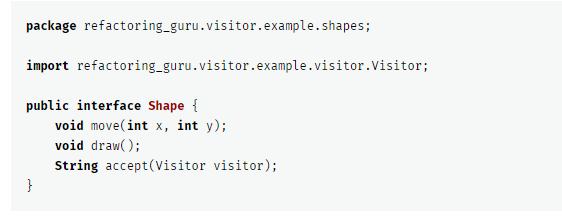 package refactoring_guru.visitor.example.shapes;
import refactoring_guru.visitor.example.visitor.Visitor;
public interface Shape {
    void move(int x, int y);
    void draw();
    String accept(Visitor visitor);
}